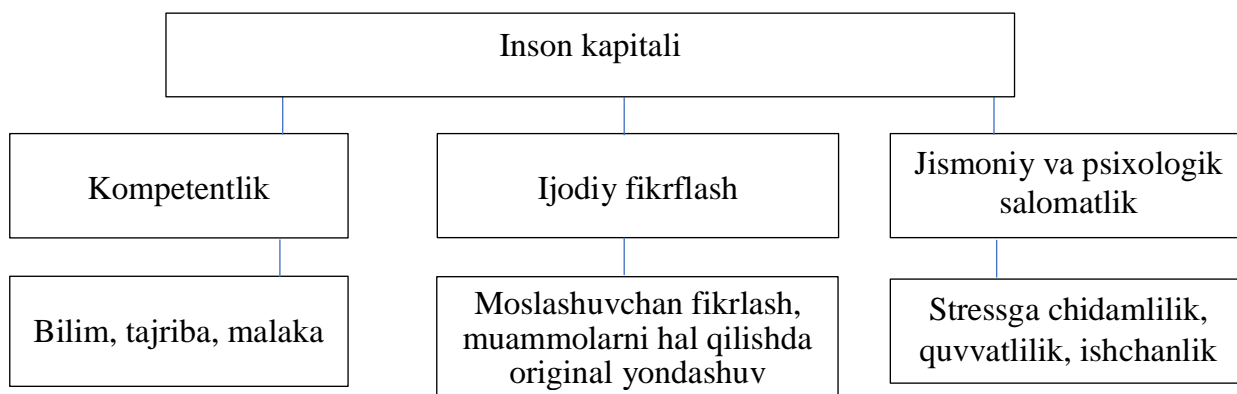 Inson kapitali
Kompetentlik
Ijodiy fikrflash
Jismoniy va psixologik
salomatlik
Bilim, tajriba, malaka
Moslashuvchan fikrlash,
muammolarni hal qilishda
original yondashuv
Stressga chidamlilik,
quvvatlilik, ishchanlik